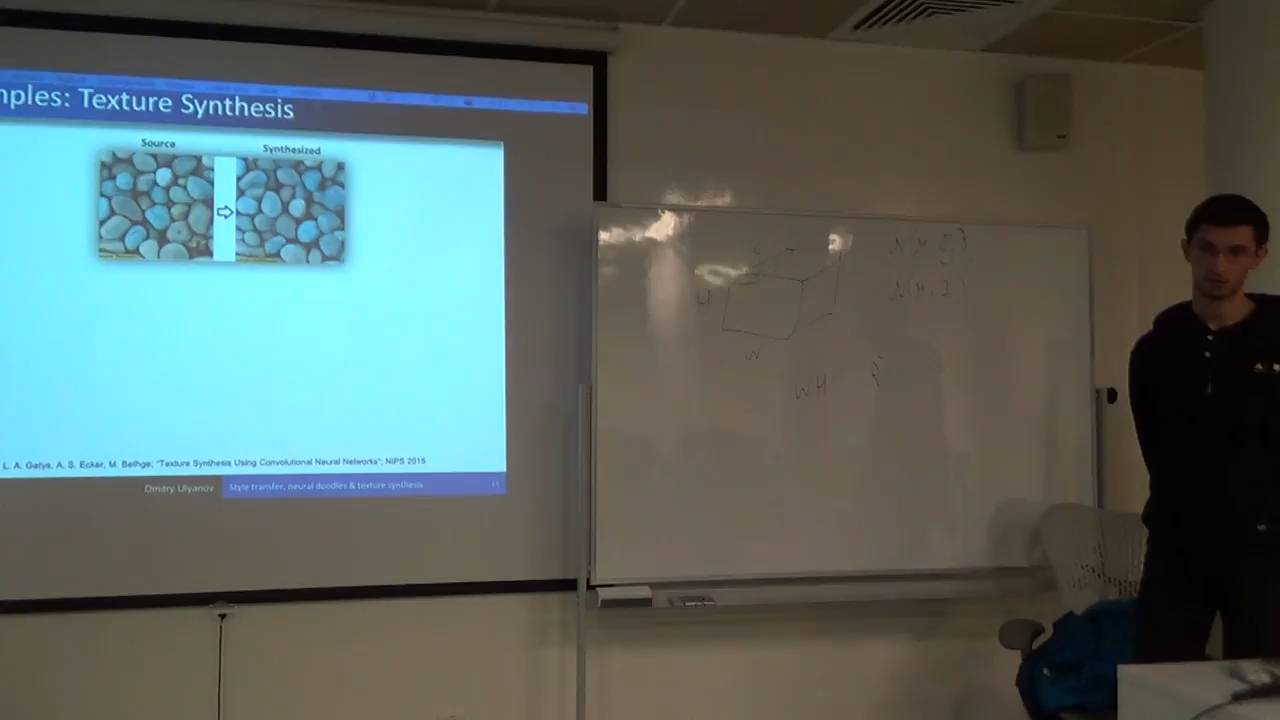 mples: Texture Synthesis
Source
Synthesized
L. A. Gatys, A. S. Ecker, M. Bethge; "Texture Synthesis Using Convolutional Neural Networks"; NIPS 2015.
Dmitry Ulyanov
Style transfer, neural doodles & texture synthesis
H
W
W H